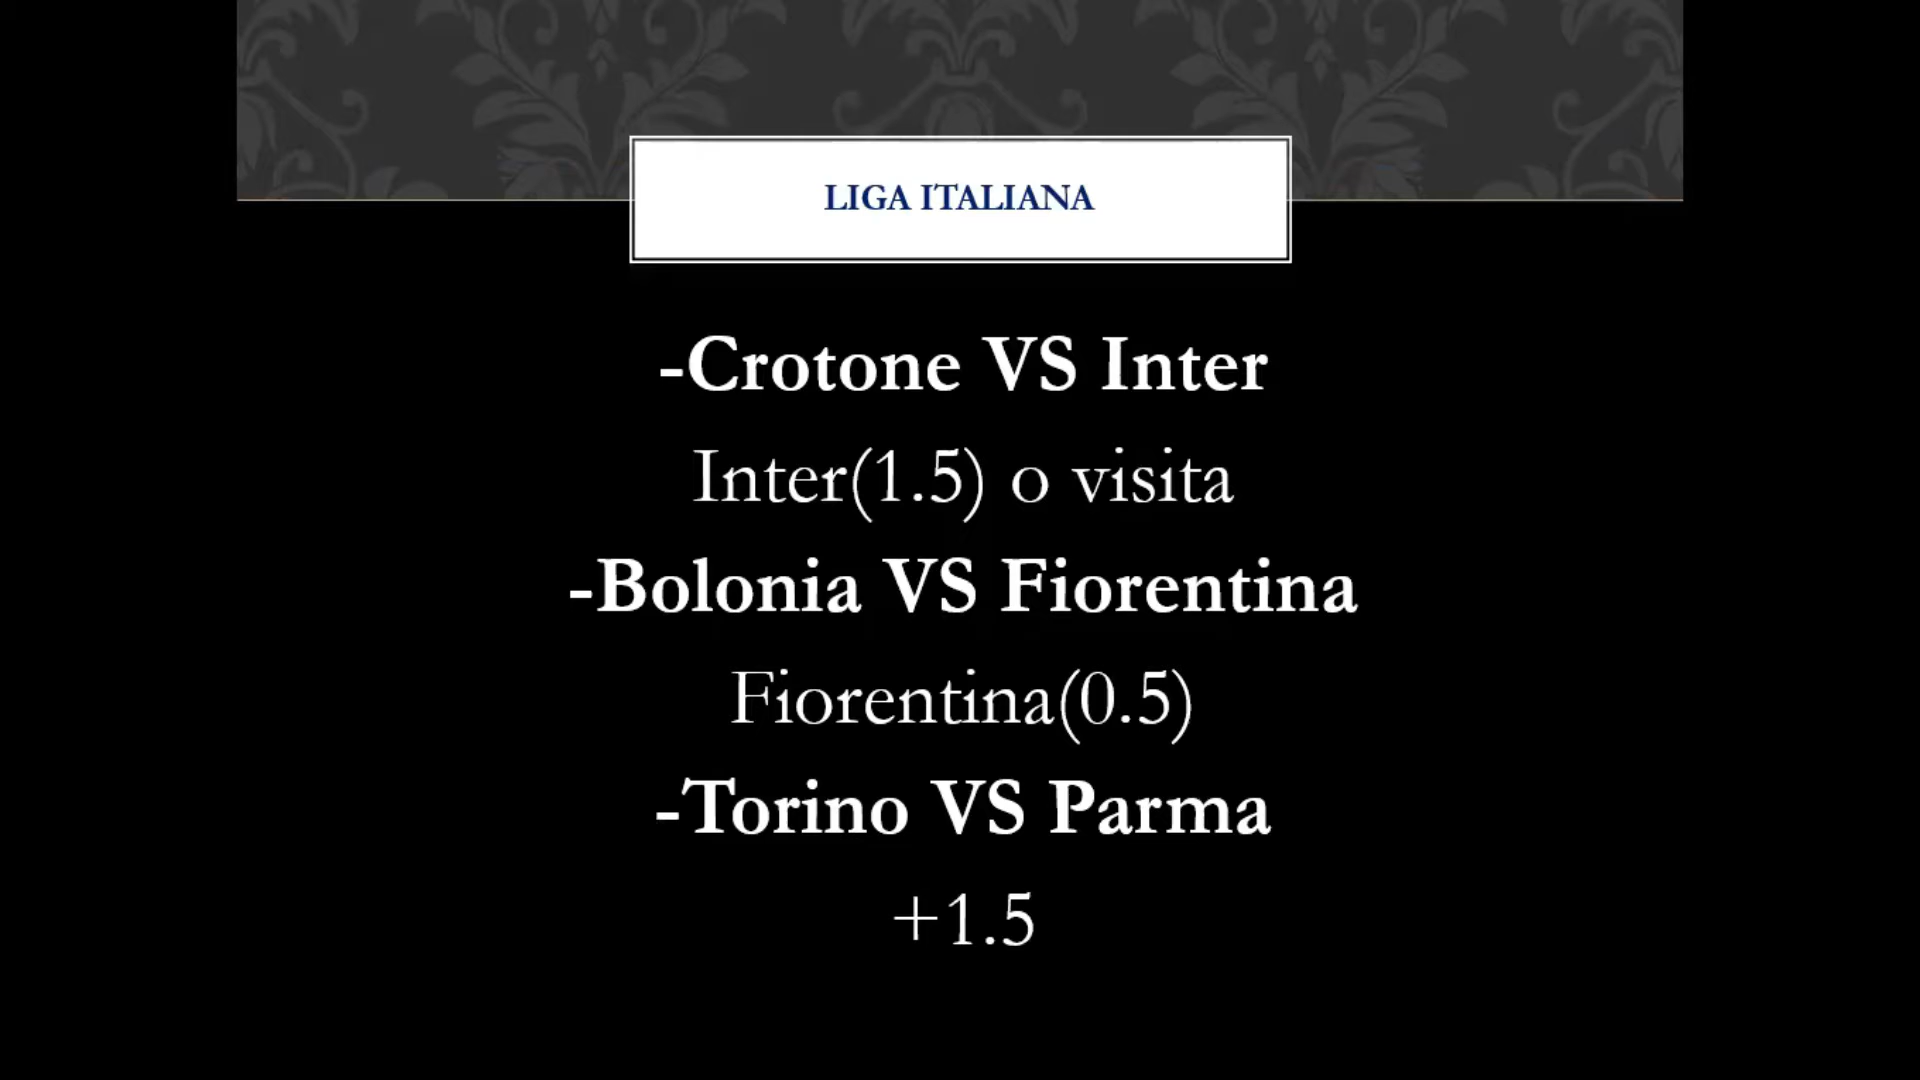 LIGA ITALIANA
-Crotone VS Inter
Inter(1.5) o visita
-Bolonia VS Fiorentina
Fiorentina(0.5)
-Torino VS Parma
+1.5